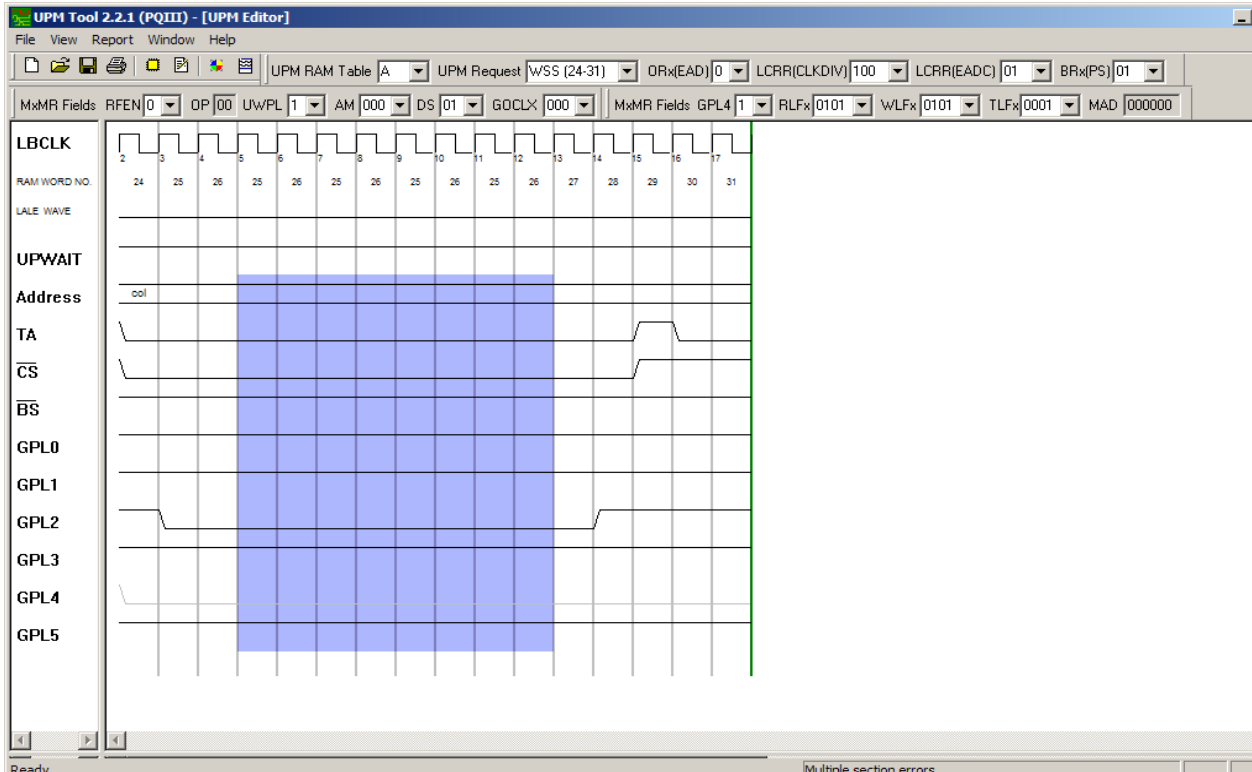 UPM Tool 2.2.1 (PQIII) - [UPM Editor]
File View Report Window Help
UPM RAM Table A UPM Request WSS (24-31) ORx(EAD) 0 LCRR(CLKDIV) 100 LCRR(EADC) 01 BRx(PS) 01
MxMR Fields RFEN 0 OP 00 UWPL 1 AM 000 DS 01 GOCLX 000 MxMR Fields GPL4 1 RLFx 0101 WLFx 0101 TLFx 0001 MAD 000000
LBCLK
2 3 4 5 6 7 8 9 10 11 12 13 14 15 16 17
RAM WORD NO. 24 25 26 25 26 25 26 25 26 25 26 27 28 29 30 31
LALE WAVE
UPWAIT
Address col
TA
CS
BS
GPL0
GPL1
GPL2
GPL3
GPL4
GPL5
Ready Multiple section errors